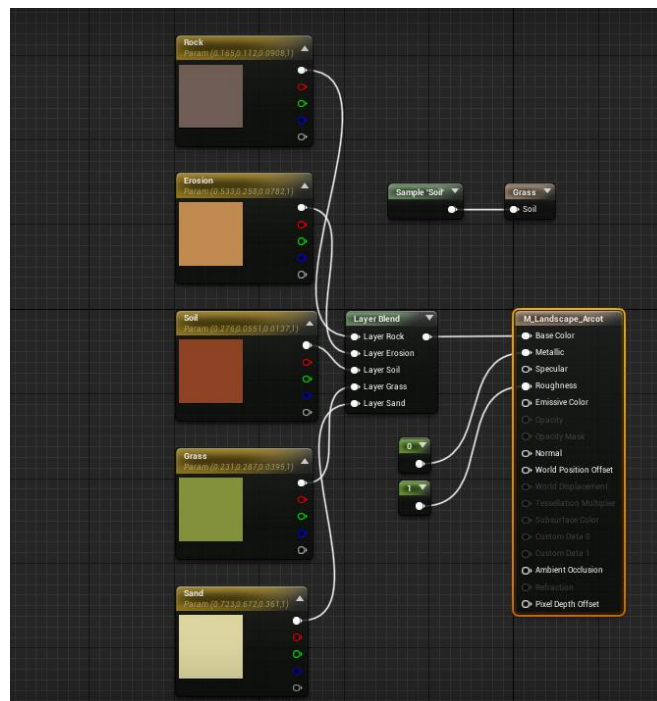 Rock
Param (0.165,0.112,0.0908,1)
Erosion
Param (0.533,0.258,0.0782,1)
Sample 'Soil'
Grass
Soil
Soil
Param (0.276,0.0551,0.0137,1)
Layer Blend
Layer Rock
Layer Erosion
Layer Soil
Layer Grass
Layer Sand
M_Landscape_Arcot
Base Color
Metallic
Specular
Roughness
Emissive Color
Opacity
Opacity Mask
Normal
World Position Offset
World Displacement
Tessellation Multiplier
Subsurface Color
Custom Data 0
Custom Data 1
Ambient Occlusion
Refraction
Pixel Depth Offset
0
1
Grass
Param (0.231,0.287,0.0395,1)
Sand
Param (0.723,0.672,0.361,1)